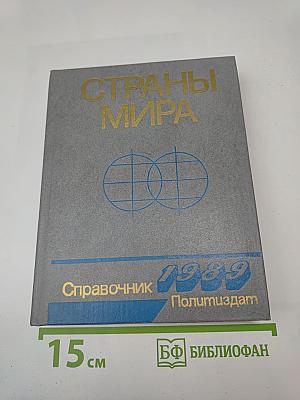 СТРАНЫ
МИРА
1989
Справочник
Политиздат
15 см
БФ БИБЛИОФАН